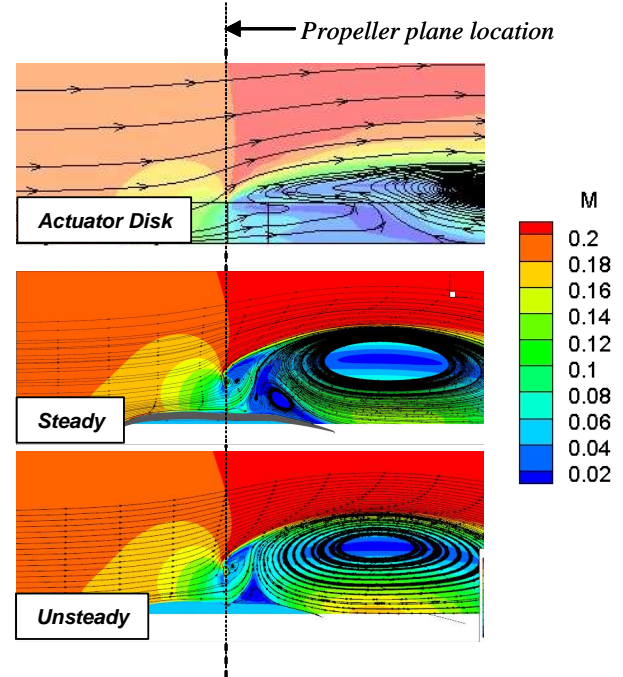 Propeller plane location
Actuator Disk
M
0.2
0.18
0.16
0.14
0.12
0.1
0.08
0.06
0.04
0.02
Steady
Unsteady